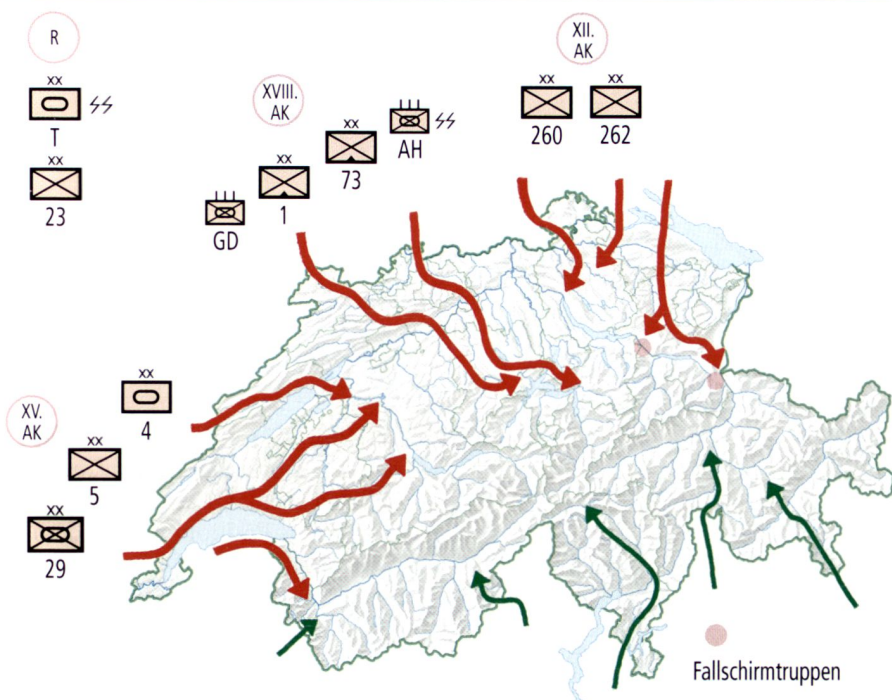 R
XX
T
XX
23
XVIII.
AK
XX
1
GD
XX
73
AH
XII.
AK
XX
260
XX
262
XV.
AK
XX
4
XX
5
XX
29
Fallschirmtruppen